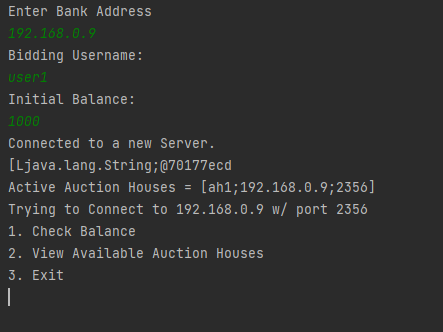 Enter Bank Address
192.168.0.9
Bidding Username:
user1
Initial Balance:
1000
Connected to a new Server.
[Ljava.lang.String;@70177ecd
Active Auction Houses = [ah1;192.168.0.9;2356]
Trying to Connect to 192.168.0.9 w/ port 2356
1. Check Balance
2. View Available Auction Houses
3. Exit